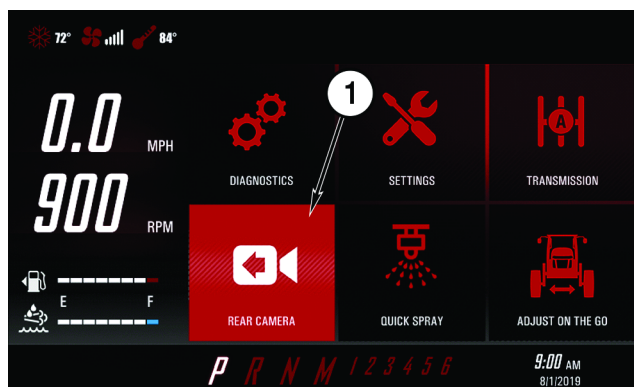 72° 84°
1
0.0 MPH
900 RPM
DIAGNOSTICS SETTINGS TRANSMISSION
A
E F
REAR CAMERA QUICK SPRAY ADJUST ON THE GO
P R N M 1 2 3 4 5 6
9:00 AM
8/1/2019